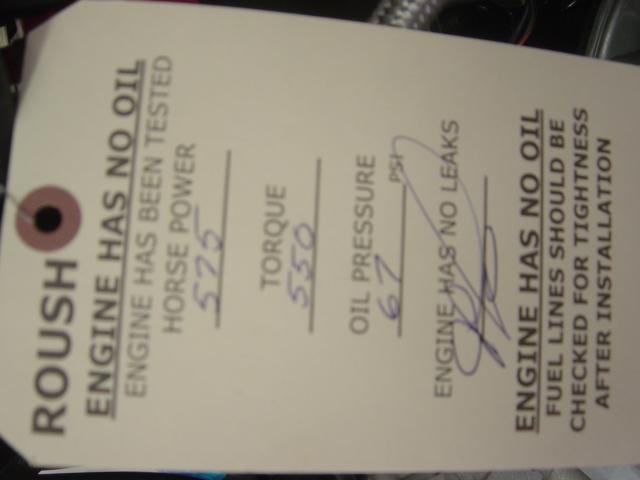 ROUSH
ENGINE HAS NO OIL
ENGINE HAS BEEN TESTED
HORSE POWER
575
TORQUE
550
OIL PRESSURE
67 PSI
ENGINE HAS NO LEAKS
ENGINE HAS NO OIL
FUEL LINES SHOULD BE
CHECKED FOR TIGHTNESS
AFTER INSTALLATION